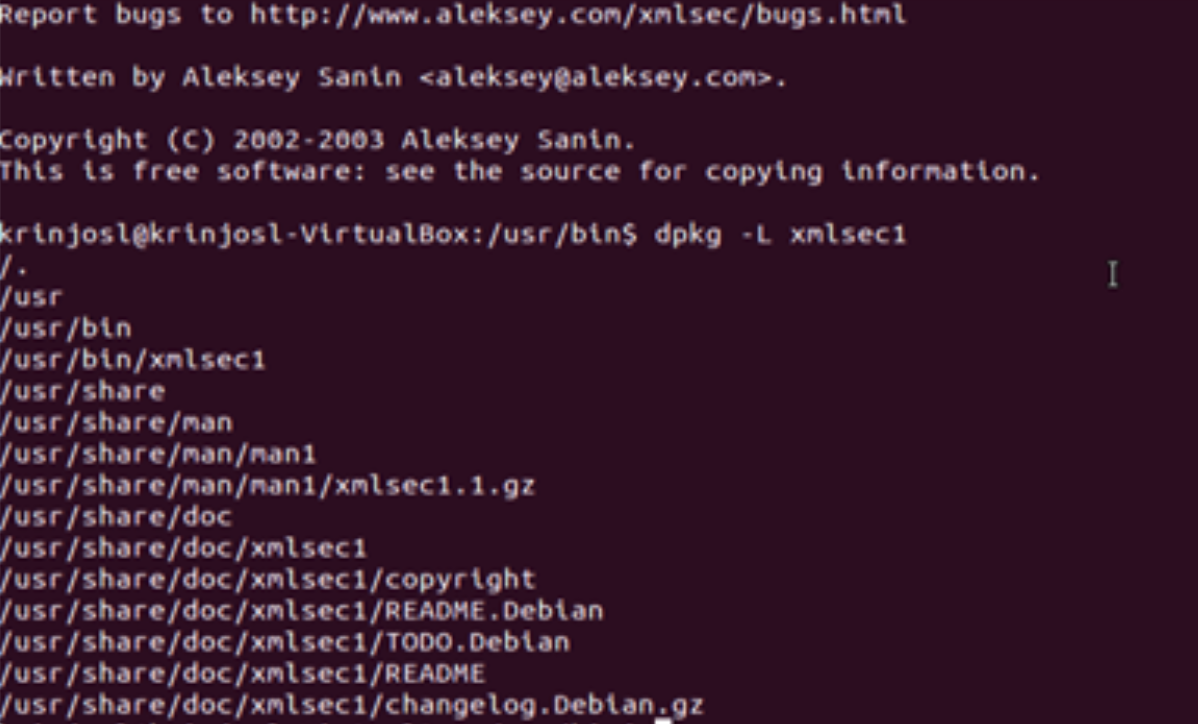 Report bugs to http://www.aleksey.com/xmlsec/bugs.html
Written by Aleksey Sanin <aleksey@aleksey.com>.
Copyright (C) 2002-2003 Aleksey Sanin.
This is free software: see the source for copying information.
krinjosl@krinjosl-VirtualBox:/usr/bin$ dpkg -L xmlsec1
/.
/usr
/usr/bin
/usr/bin/xmlsec1
/usr/share
/usr/share/man
/usr/share/man/man1
/usr/share/man/man1/xmlsec1.1.gz
/usr/share/doc
/usr/share/doc/xmlsec1
/usr/share/doc/xmlsec1/copyright
/usr/share/doc/xmlsec1/README.Debian
/usr/share/doc/xmlsec1/TODO.Debian
/usr/share/doc/xmlsec1/README
/usr/share/doc/xmlsec1/changelog.Debian.gz